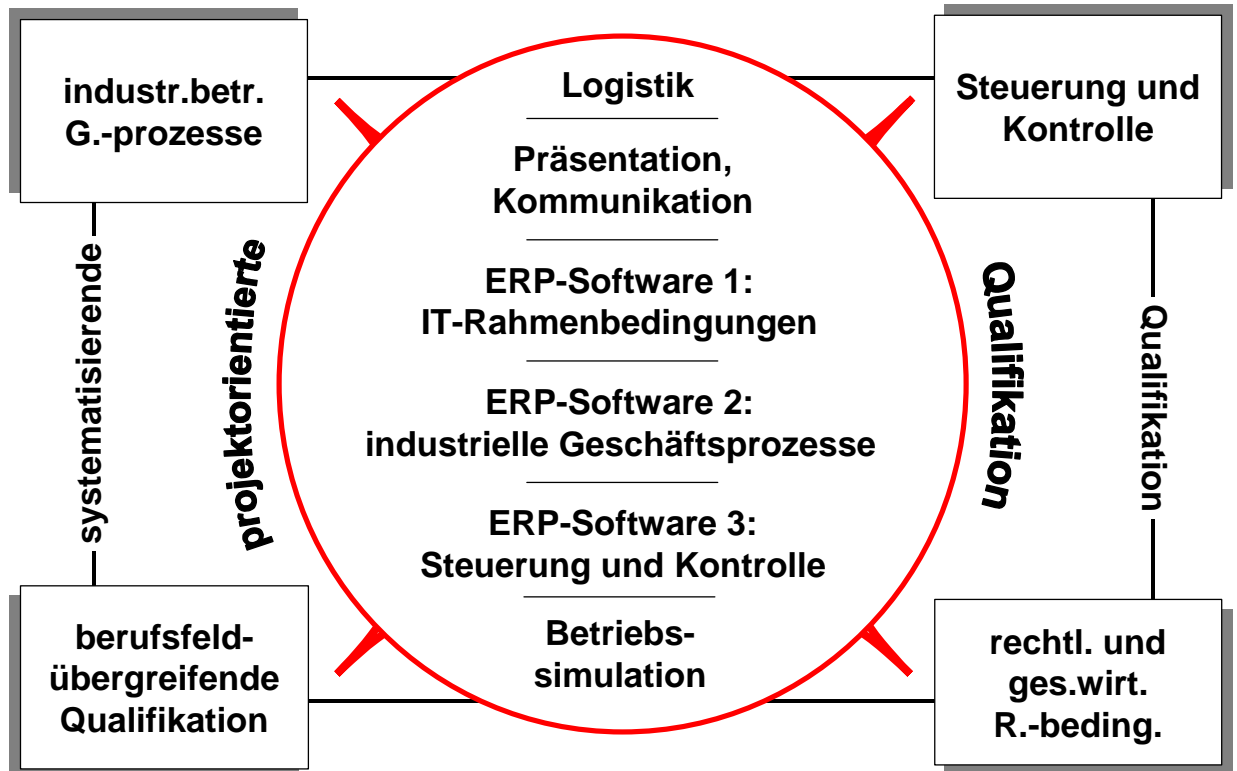 industr.betr.
G.-prozesse
Logistik
Steuerung und
Kontrolle
Präsentation,
Kommunikation
systematisierende
projektorientierte
ERP-Software 1:
IT-Rahmenbedingungen
ERP-Software 2:
industrielle Geschäftsprozesse
ERP-Software 3:
Steuerung und Kontrolle
Qualifikation
Qualifikation
berufsfeld-
übergreifende
Qualifikation
Betriebs-
simulation
rechtl. und
ges.wirt.
R.-beding.